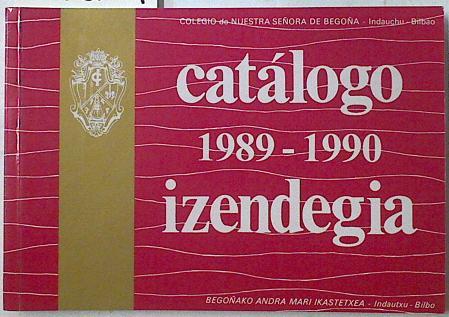 COLEGIO de NUESTRA SEÑORA DE BEGOÑA - Indauchu - Bilbao
catálogo
1989 - 1990
izendegia
BEGOÑAKO ANDRA MARI IKASTETXEA - Indautxu - Bilbo